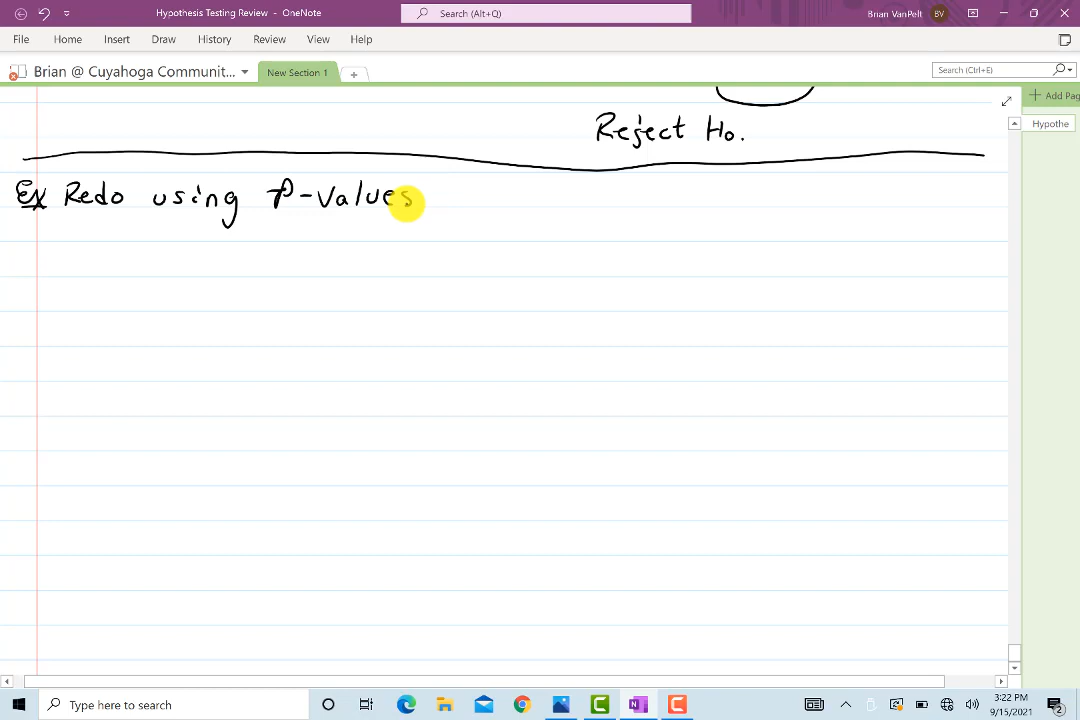 Hypothesis Testing Review - OneNote
Search (Alt+Q)
Brian VanPelt
BV
File Home Insert Draw History Review View Help
Brian @ Cuyahoga Communit...
New Section 1
Search (Ctrl+E)
Add Pag
Hypothe
Reject Ho.
Ex Redo using P-values
Type here to search
3:22 PM
9/15/2021
2